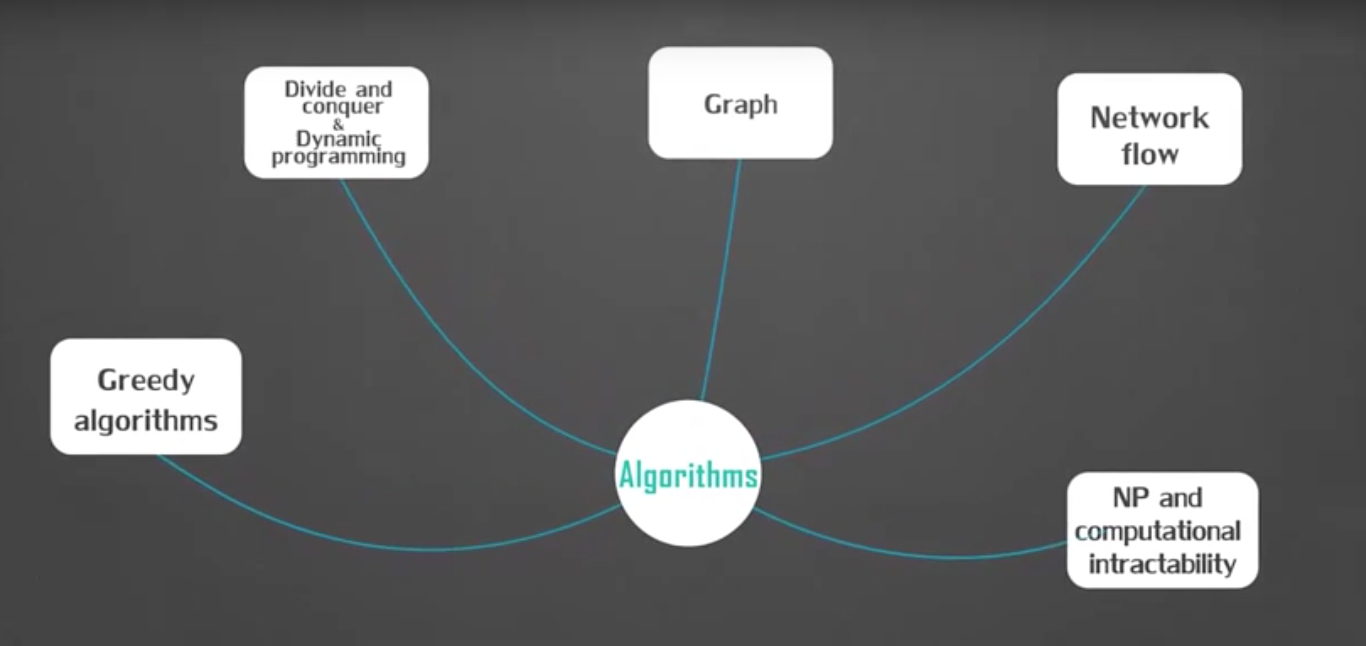 Divide and
conquer
&
Dynamic
programming
Graph
Network
flow
Greedy
algorithms
Algorithms
NP and
computational
intractability